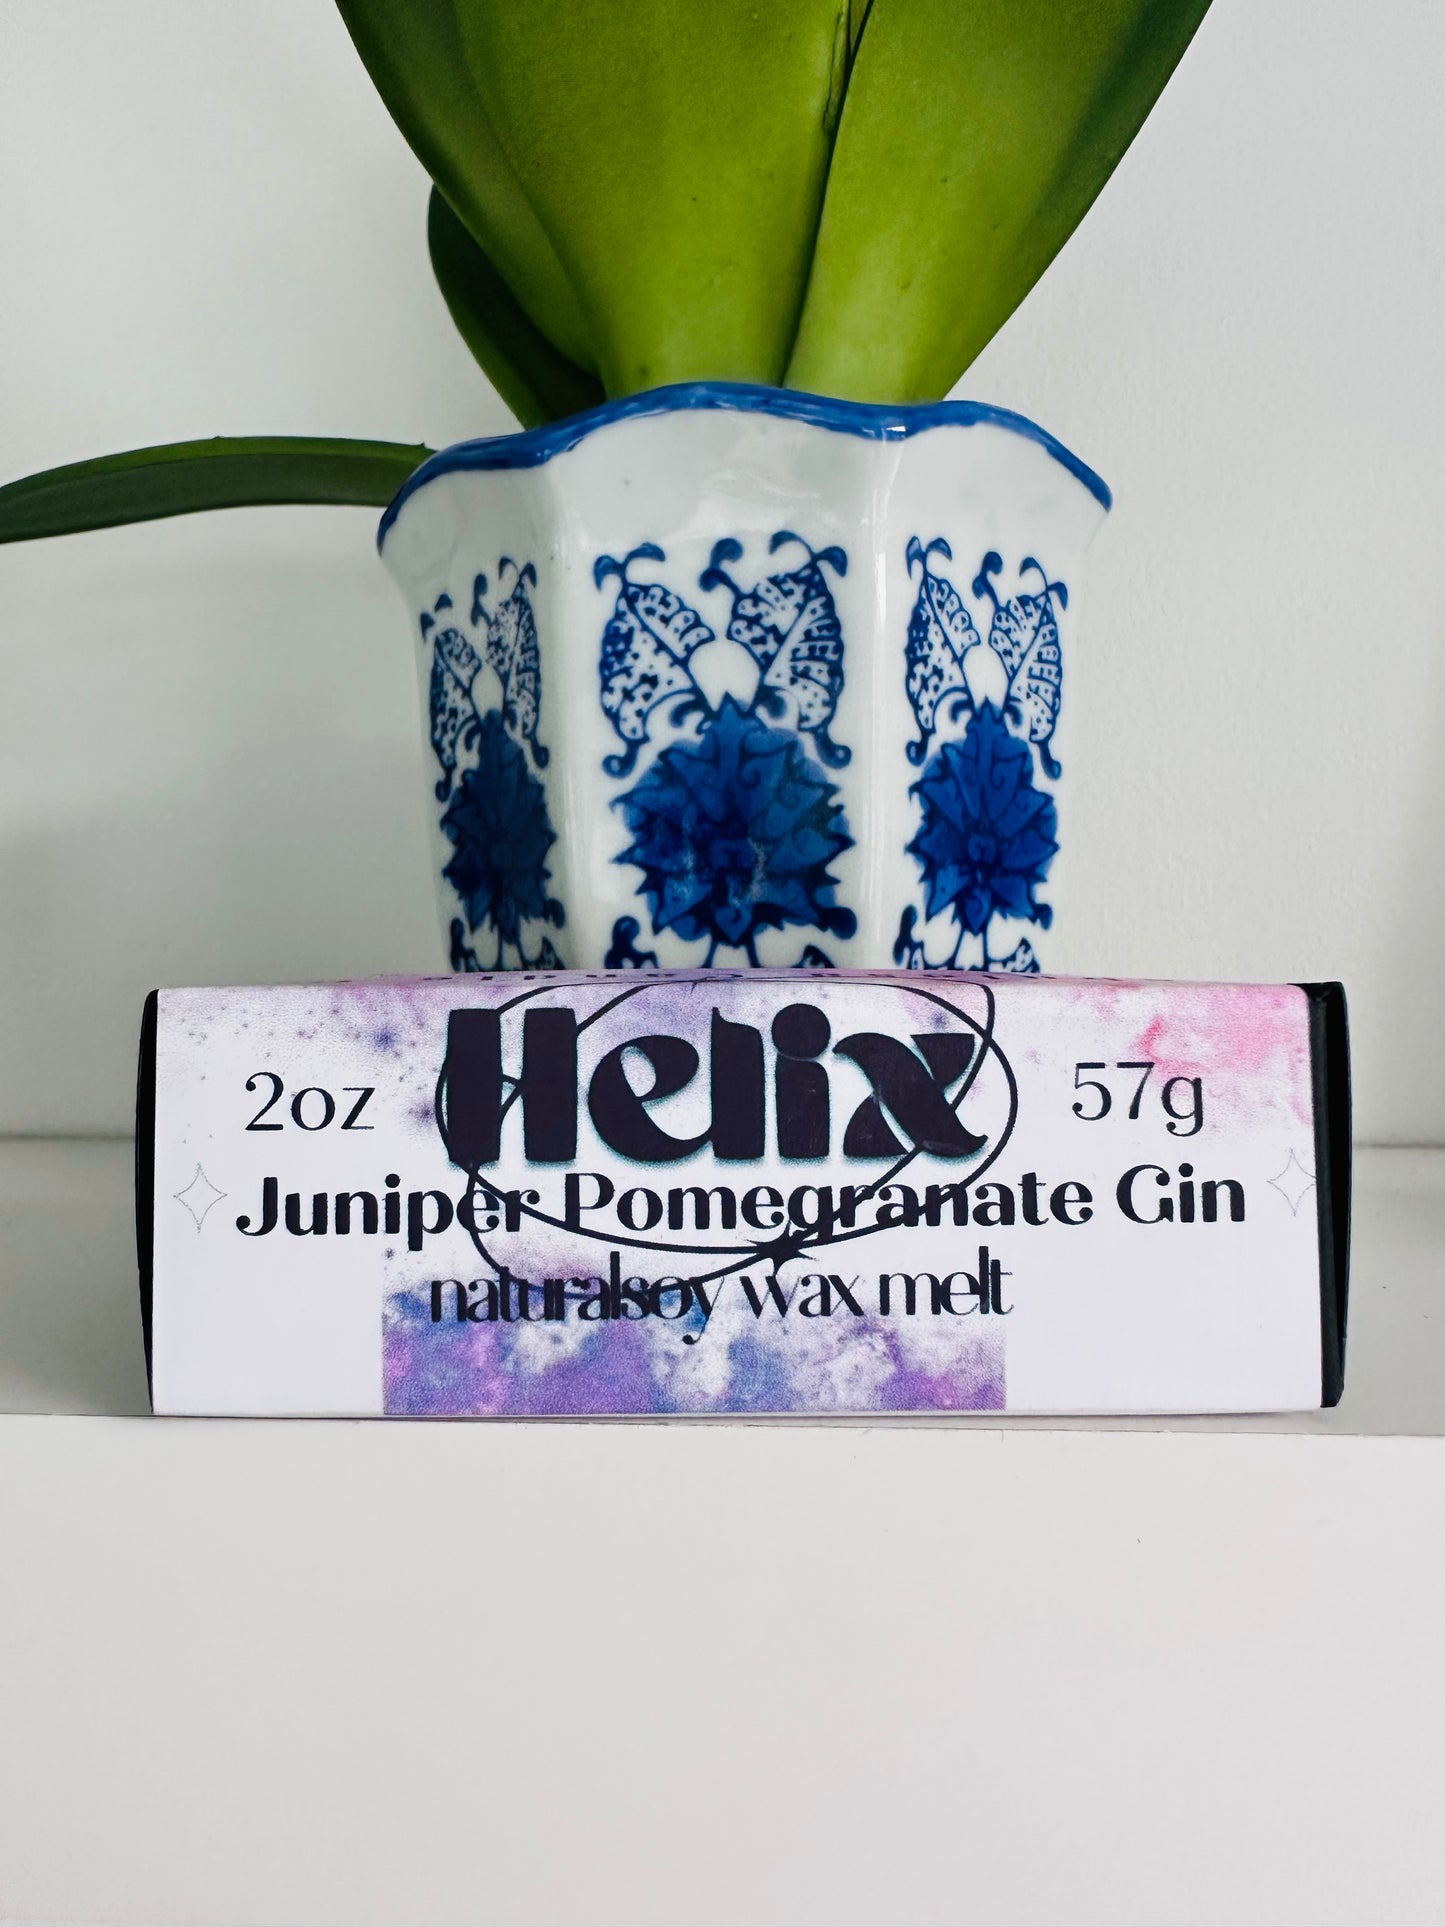 2oz Helix 57g
Juniper Pomegranate Gin
naturalsoy wax melt